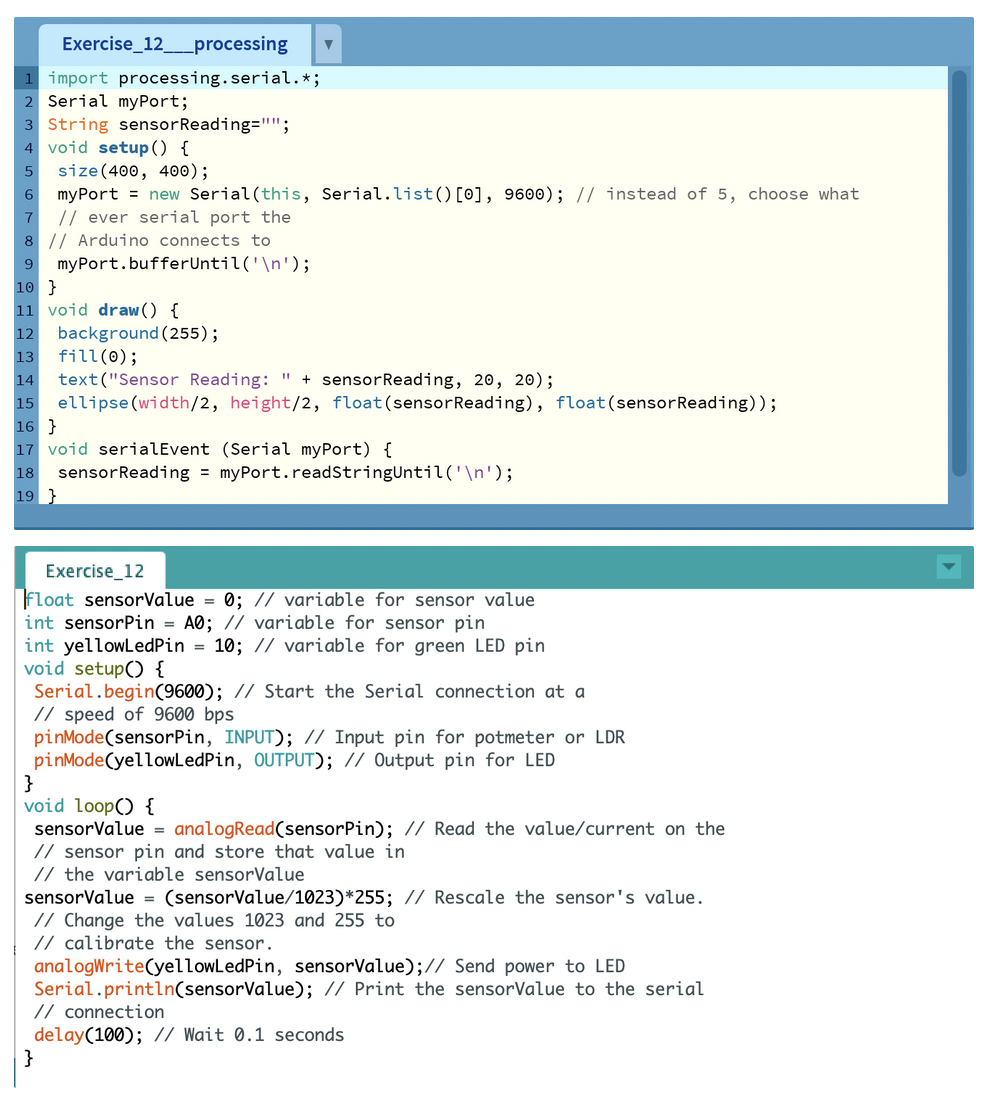 Exercise_12___processing
1 import processing.serial.*;
2 Serial myPort;
3 String sensorReading="";
4 void setup() {
5 size(400, 400);
6 myPort = new Serial(this, Serial.list()[0], 9600); // instead of 5, choose what
7 // ever serial port the
8 // Arduino connects to
9 myPort.bufferUntil('\n');
10 }
11 void draw() {
12 background(255);
13 fill(0);
14 text("Sensor Reading: " + sensorReading, 20, 20);
15 ellipse(width/2, height/2, float(sensorReading), float(sensorReading));
16 }
17 void serialEvent (Serial myPort) {
18 sensorReading = myPort.readStringUntil('\n');
19 }
Exercise_12
float sensorValue = 0; // variable for sensor value
int sensorPin = A0; // variable for sensor pin
int yellowLedPin = 10; // variable for green LED pin
void setup() {
Serial.begin(9600); // Start the Serial connection at a
// speed of 9600 bps
pinMode(sensorPin, INPUT); // Input pin for potmeter or LDR
pinMode(yellowLedPin, OUTPUT); // Output pin for LED
}
void loop() {
sensorValue = analogRead(sensorPin); // Read the value/current on the
// sensor pin and store that value in
// the variable sensorValue
sensorValue = (sensorValue/1023)*255; // Rescale the sensor's value.
// Change the values 1023 and 255 to
// calibrate the sensor.
analogWrite(yellowLedPin, sensorValue);// Send power to LED
Serial.println(sensorValue); // Print the sensorValue to the serial
// connection
delay(100); // Wait 0.1 seconds
}